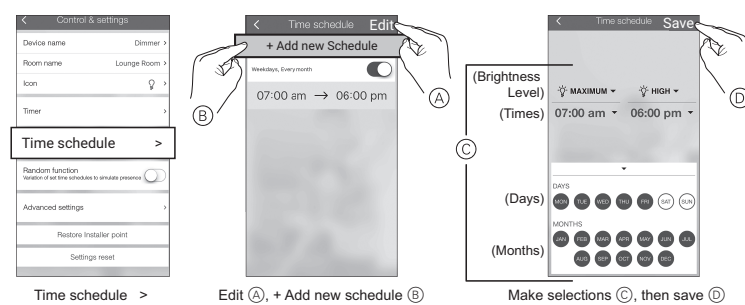 < Control & settings
Device name Dimmer >
Room name Lounge Room >
Icon >
Timer >
Time schedule >
Random function
Variation of set time schedules to simulate presence
Advanced settings >
Restore Installer point
Settings reset
Time schedule >
< Time schedule Edit
+ Add new Schedule
Weekdays, Every month
07:00 am → 06:00 pm
A
B
Edit Ⓐ, + Add new schedule Ⓑ
< Time schedule Save
D
(Brightness
Level) MAXIMUM ▾ HIGH ▾
(Times) 07:00 am ▾ 06:00 pm ▾
C
▾
DAYS
(Days) MON TUE WED THU FRI SAT SUN
MONTHS
JAN FEB MAR APR MAY JUN JUL
(Months) AUG SEP OCT NOV DEC
Make selections Ⓒ, then save Ⓓ